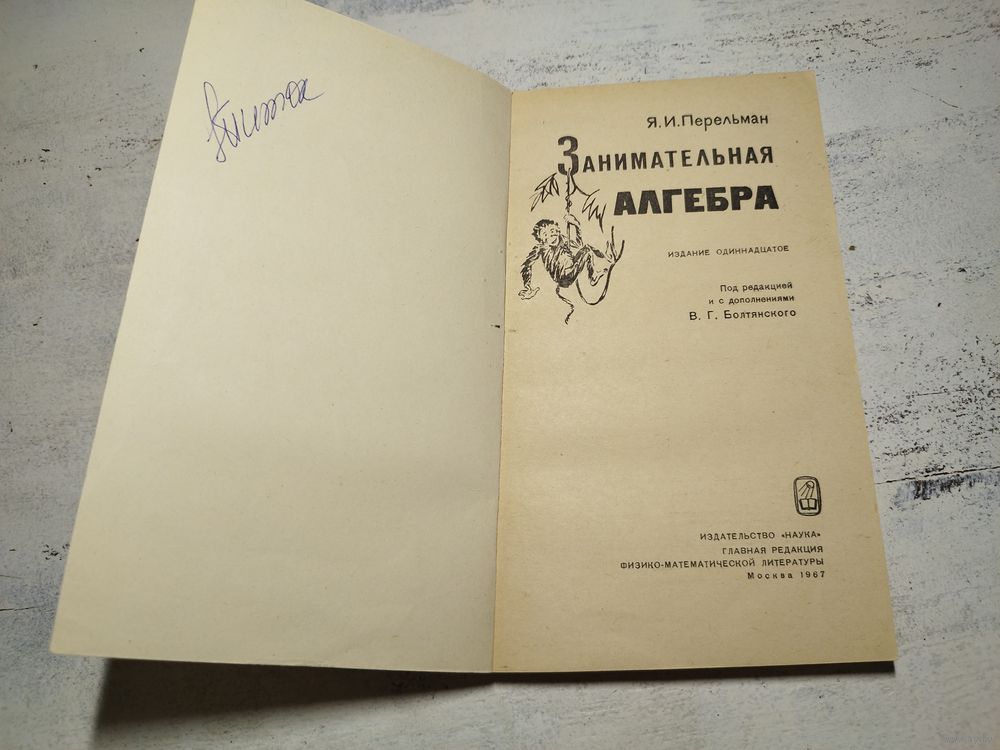 Я. И. Перельман
ЗАНИМАТЕЛЬНАЯ
АЛГЕБРА
ИЗДАНИЕ ОДИННАДЦАТОЕ
Под редакцией
и с дополнениями
В. Г. Болтянского
ИЗДАТЕЛЬСТВО «НАУКА»
ГЛАВНАЯ РЕДАКЦИЯ
ФИЗИКО-МАТЕМАТИЧЕСКОЙ ЛИТЕРАТУРЫ
Москва 1967